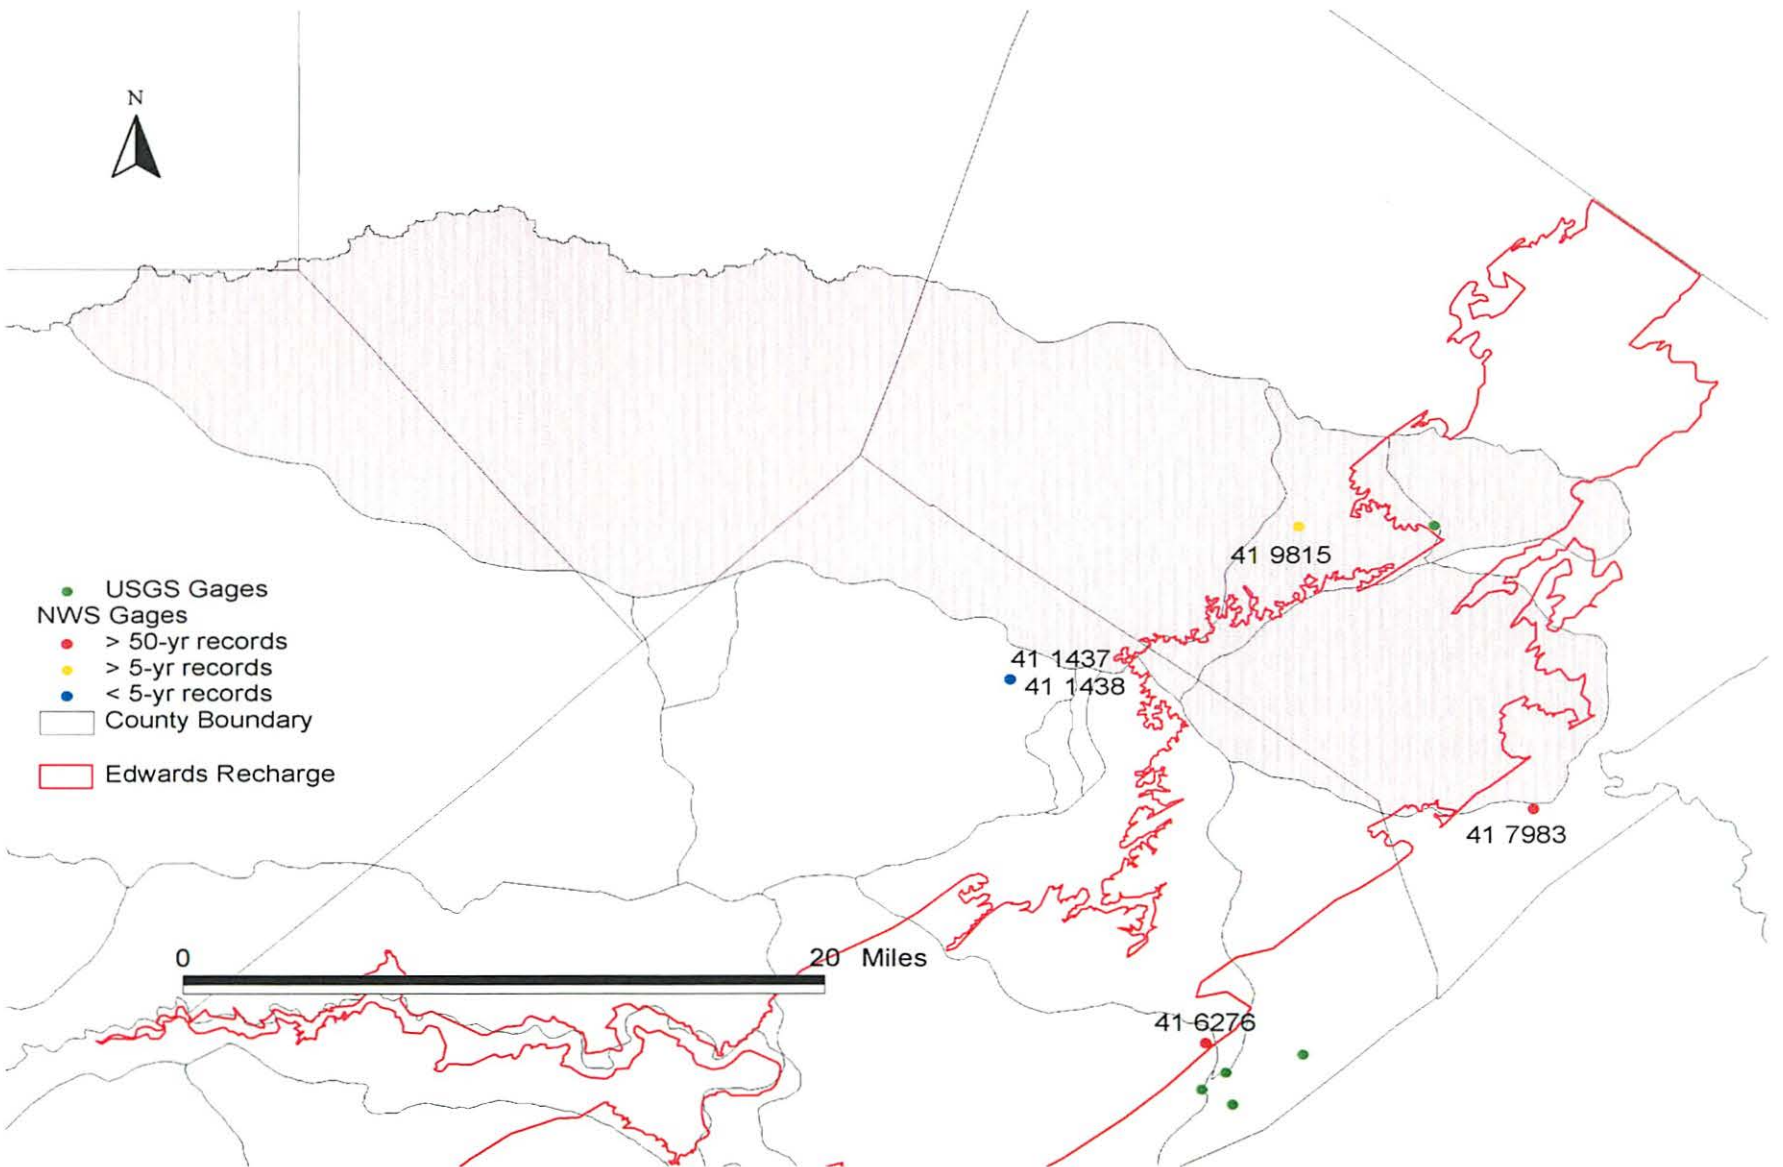 N
41 9815
USGS Gages
NWS Gages
> 50-yr records
> 5-yr records
< 5-yr records
County Boundary
Edwards Recharge
41 1437
41 1438
41 7983
0 20 Miles
41 6276